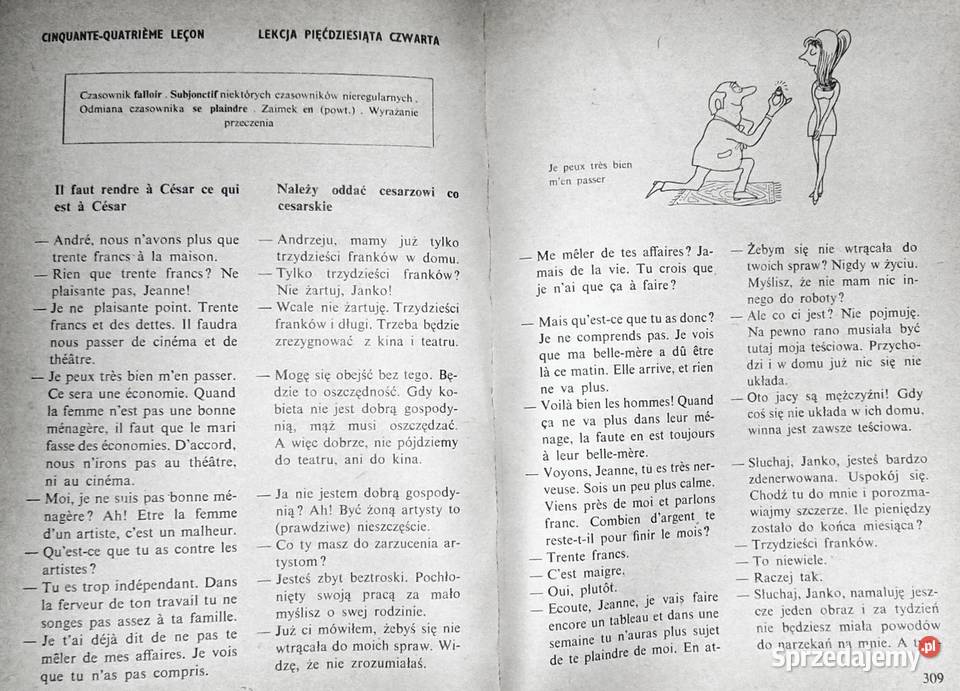 CINQUANTE-QUATRIÈME LEÇON LEKCJA PIĘĆDZIESIĄTA CZWARTA
Czasownik falloir . Subjonctif niektórych czasowników nieregularnych .
Odmiana czasownika se plaindre . Zaimek en (powt.) . Wyrażanie
przeczenia
Il faut rendre à César ce qui
est à César
— André, nous n'avons plus que
trente francs à la maison.
— Rien que trente francs? Ne
plaisante pas, Jeanne!
— Je ne plaisante point. Trente
francs et des dettes. Il faudra
nous passer de cinéma et de
théâtre.
— Je peux très bien m'en passer.
Ce sera une économie. Quand
la femme n'est pas une bonne
ménagère, il faut que le mari
fasse des économies. D'accord,
nous n'irons pas au théâtre,
ni au cinéma.
— Moi, je ne suis pas bonne mé-
nagère? Ah! Etre la femme
d'un artiste, c'est un malheur.
— Qu'est-ce que tu as contre les
artistes?
— Tu es trop indépendant. Dans
la ferveur de ton travail tu ne
songes pas assez à ta famille.
— Je t'ai déjà dit de ne pas te
mêler de mes affaires. Je vois
que tu n'as pas compris.
Należy oddać cesarzowi co
cesarskie
— Andrzeju, mamy już tylko
trzydzieści franków w domu.
— Tylko trzydzieści franków?
Nie żartuj, Janko!
— Wcale nie żartuję. Trzydzieści
franków i długi. Trzeba będzie
zrezygnować z kina i teatru.
— Mogę się obejść bez tego. Bę-
dzie to oszczędność. Gdy ko-
bieta nie jest dobrą gospody-
nią, mąż musi oszczędzać.
A więc dobrze, nie pójdziemy
do teatru, ani do kina.
— Ja nie jestem dobrą gospody-
nią? Ah! Być żoną artysty to
(prawdziwe) nieszczęście.
— Co ty masz do zarzucenia ar-
tystom?
— Jesteś zbyt beztroski. Pochło-
nięty swoją pracą za mało
myślisz o swej rodzinie.
— Już ci mówiłem, żebyś się nie
wtrącała do moich spraw. Wi-
dzę, że nie zrozumiałaś.
Je peux très bien
m'en passer
— Me mêler de tes affaires? Ja-
mais de la vie. Tu crois que
je n'ai que ça à faire?
— Mais qu'est-ce que tu as donc?
Je ne comprends pas. Je vois
que ma belle-mère a dû être
là ce matin. Elle arrive, et rien
ne va plus.
— Voilà bien les hommes! Quand
ça ne va plus dans leur mé-
nage, la faute en est toujours
à leur belle-mère.
— Voyons, Jeanne, tu es très ner-
veuse. Sois un peu plus calme.
Viens près de moi et parlons
franc. Combien d'argent te
reste-t-il pour finir le mois?
— Trente francs.
— C'est maigre.
— Oui, plutôt.
— Ecoute, Jeanne, je vais faire
encore un tableau et dans une
semaine tu n'auras plus sujet
de te plaindre de moi. En at-
— Żebym się nie wtrącała do
twoich spraw? Nigdy w życiu.
Myślisz, że nie mam nic in-
nego do roboty?
— Ale co ci jest? Nie pojmuję.
Na pewno rano musiała być
tutaj moja teściowa. Przycho-
dzi i w domu już nic się nie
układa.
— Oto jacy są mężczyźni! Gdy
coś się nie układa w ich domu,
winna jest zawsze teściowa.
— Słuchaj, Janko, jesteś bardzo
zdenerwowana. Uspokój się.
Chodź tu do mnie i porozma-
wiajmy szczerze. Ile pieniędzy
zostało do końca miesiąca?
— Trzydzieści franków.
— To niewiele.
— Raczej tak.
— Słuchaj, Janko, namaluję jesz-
cze jeden obraz i za tydzień
nie będziesz miała powodów
do narzekań na mnie. A
309
Sprzedajemy.pl